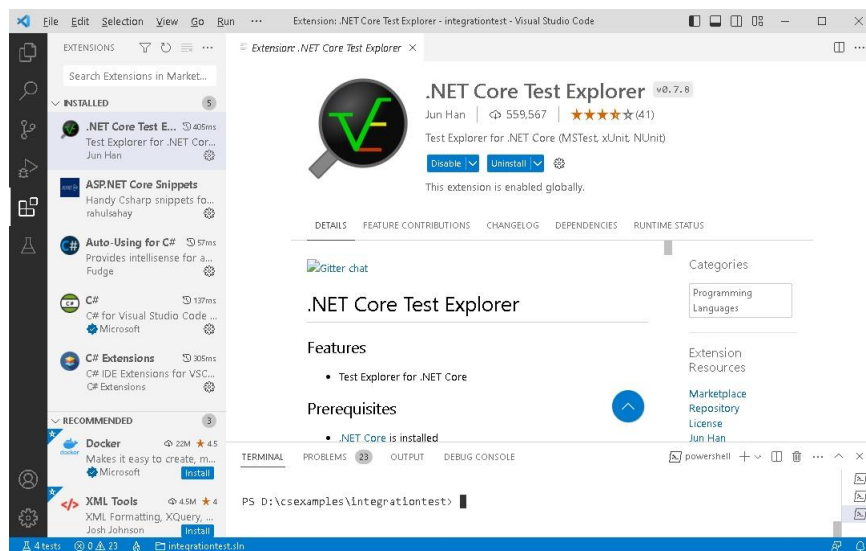 File Edit Selection View Go Run ··· Extension: .NET Core Test Explorer - integrationtest - Visual Studio Code
EXTENSIONS
Extension: .NET Core Test Explorer
Search Extensions in Market...
INSTALLED 5
.NET Core Test E... 405ms
Test Explorer for .NET Cor...
Jun Han
ASP.NET Core Snippets
Handy Csharp snippets fo...
rahulsahay
Auto-Using for C# 57ms
Provides intellisense for a...
Fudge
C# 137ms
C# for Visual Studio Code ...
Microsoft
C# Extensions 305ms
C# IDE Extensions for VSC...
C# Extensions
RECOMMENDED 3
Docker 22M ★ 4.5
Makes it easy to create, m...
Microsoft Install
XML Tools 4.5M ★ 4
XML Formatting, XQuery, ...
Josh Johnson Install
.NET Core Test Explorer v0.7.8
Jun Han 559,567 (41)
Test Explorer for .NET Core (MSTest, xUnit, NUnit)
Disable Uninstall
This extension is enabled globally.
DETAILS FEATURE CONTRIBUTIONS CHANGELOG DEPENDENCIES RUNTIME STATUS
Gitter chat
.NET Core Test Explorer
Features
• Test Explorer for .NET Core
Prerequisites
• .NET Core is installed
Categories
Programming
Languages
Extension
Resources
Marketplace
Repository
License
Jun Han
TERMINAL PROBLEMS 23 OUTPUT DEBUG CONSOLE powershell
PS D:\csexamples\integrationtest>
4 tests 0 23 integrationtest.sln